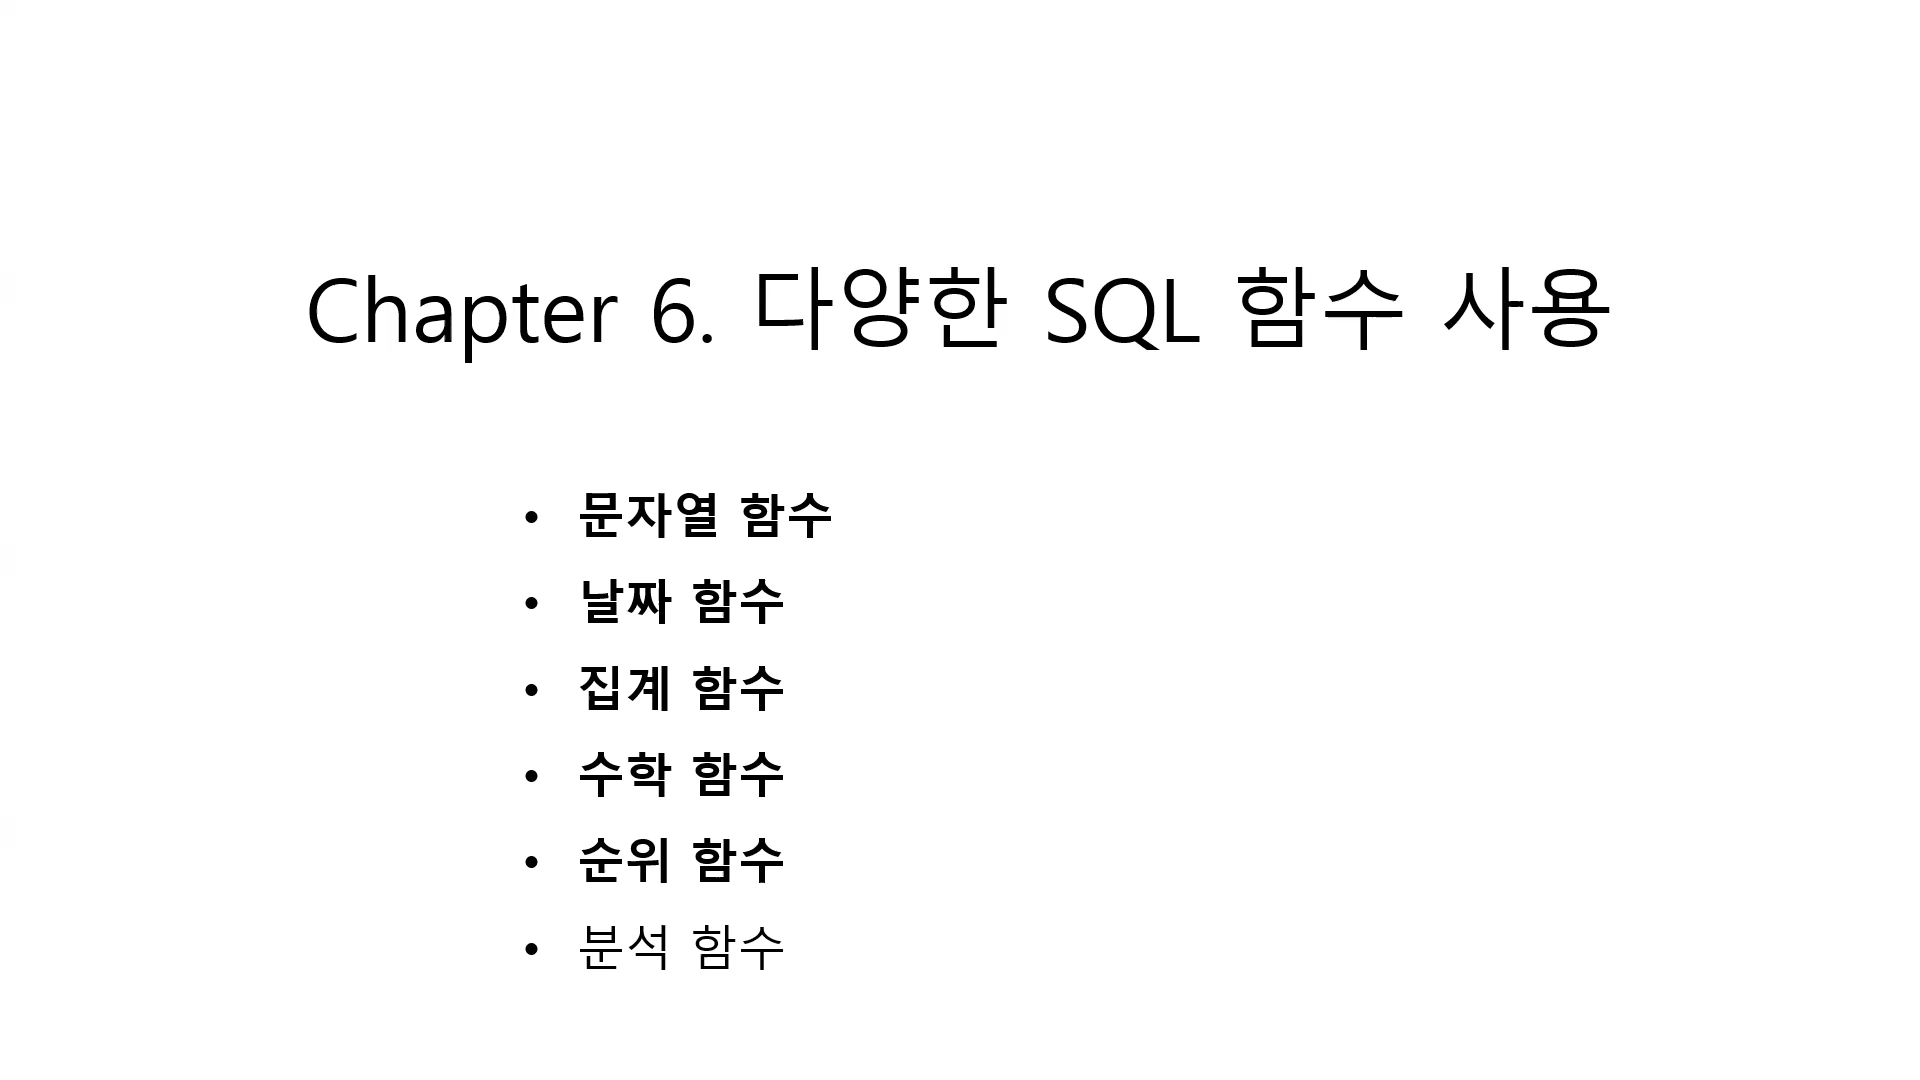 Chapter 6. 다양한 SQL 함수 사용
• 문자열 함수
• 날짜 함수
• 집계 함수
• 수학 함수
• 순위 함수
• 분석 함수